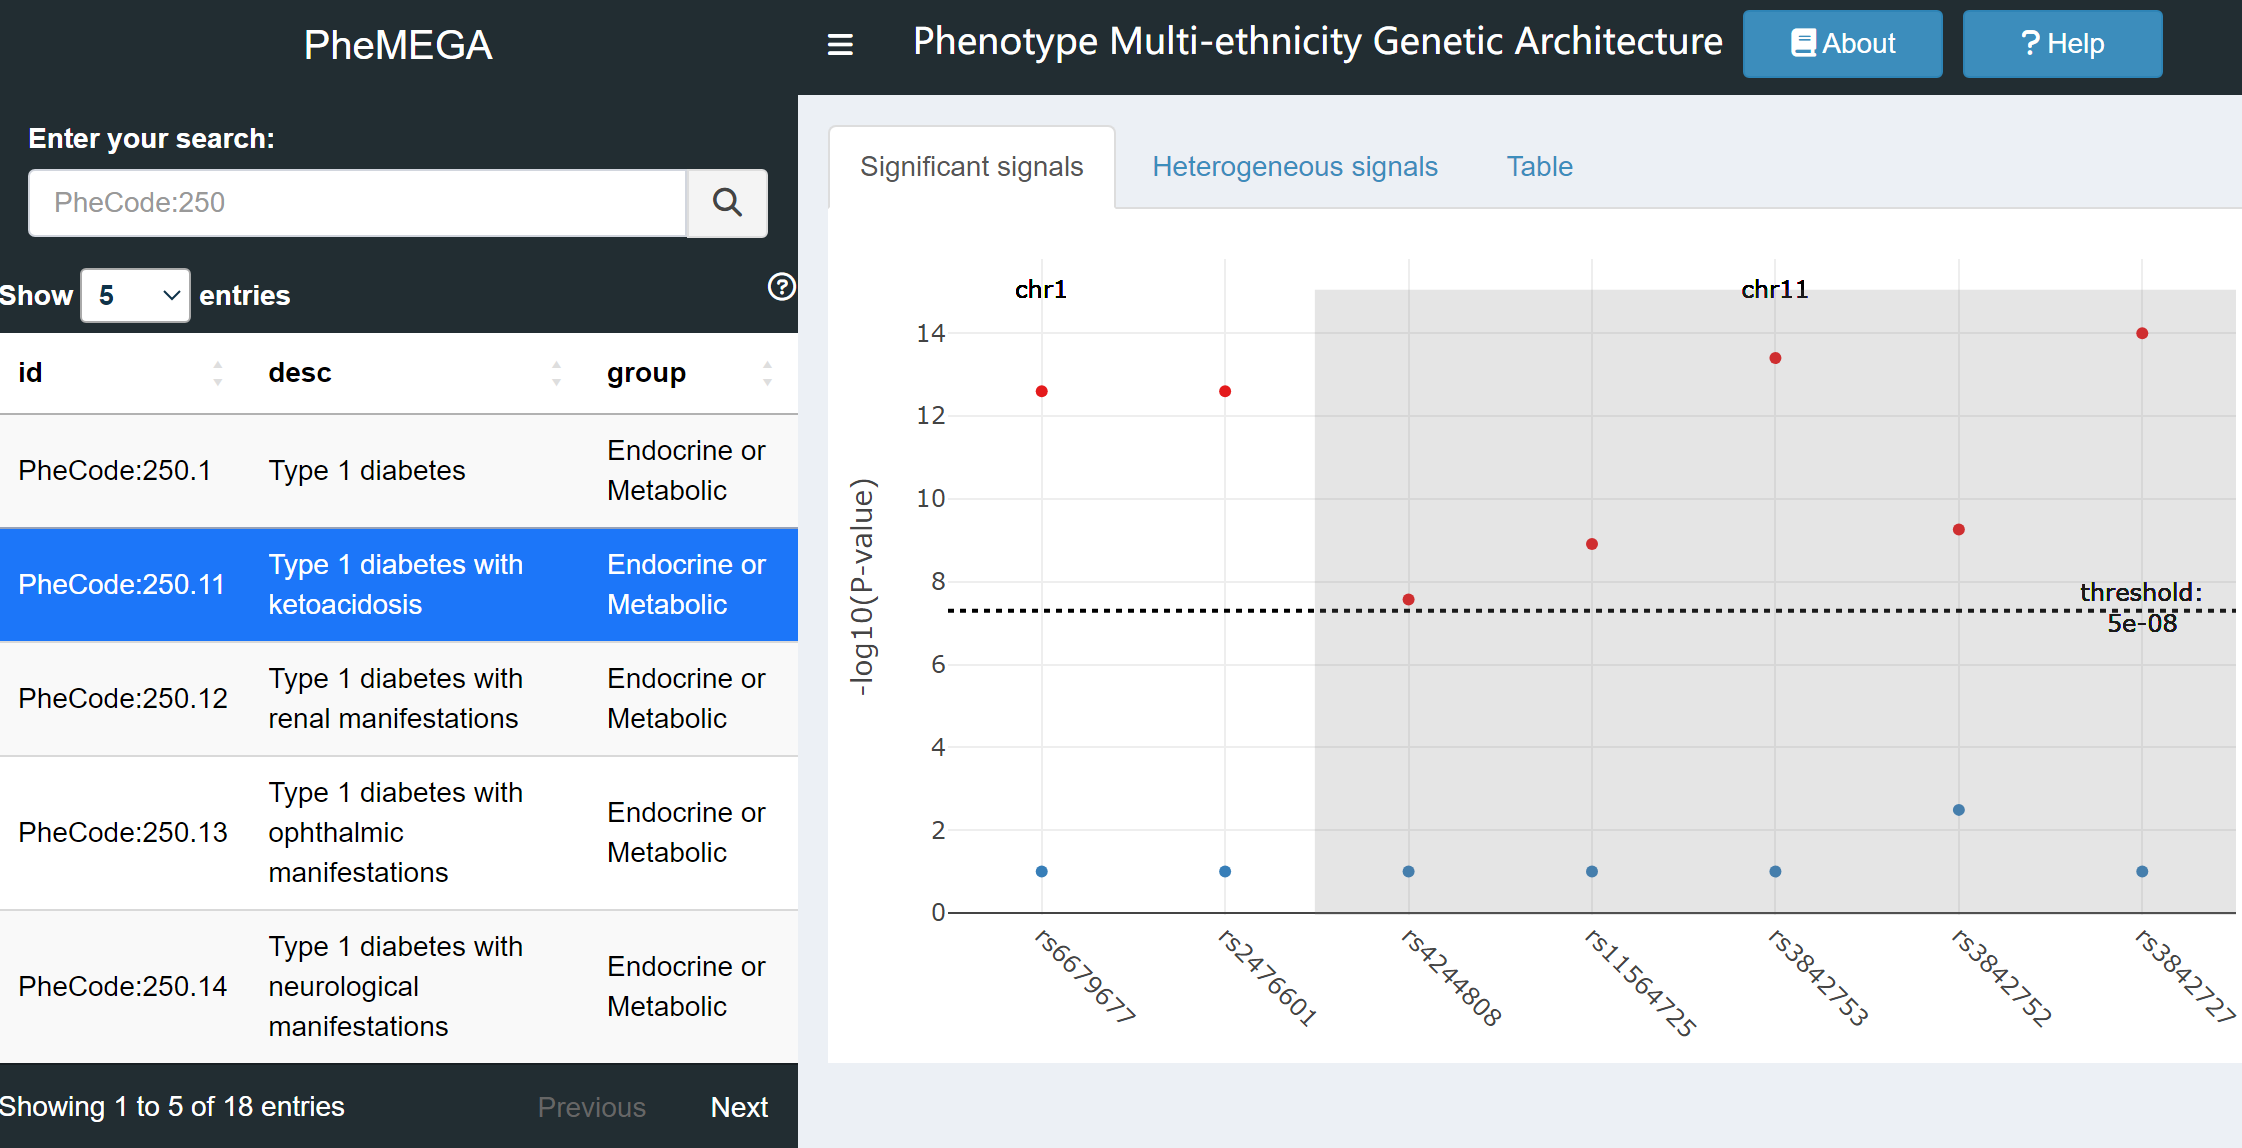 PheMEGA
Phenotype Multi-ethnicity Genetic Architecture
About
? Help
Enter your search:
PheCode:250
Show 5 entries
?
id desc group
PheCode:250.1 Type 1 diabetes Endocrine or
Metabolic
PheCode:250.11 Type 1 diabetes with Endocrine or
ketoacidosis Metabolic
PheCode:250.12 Type 1 diabetes with Endocrine or
renal manifestations Metabolic
PheCode:250.13 Type 1 diabetes with
ophthalmic
manifestations Endocrine or
Metabolic
PheCode:250.14 Type 1 diabetes with
neurological
manifestations Endocrine or
Metabolic
Showing 1 to 5 of 18 entries
Previous Next
Significant signals Heterogeneous signals Table
chr1 chr11
-log10(P-value)
14
12
10
8
6
4
2
0
threshold:
5e-08
rs6679677
rs2476601
rs4244808
rs11564725
rs3842753
rs3842752
rs3842727